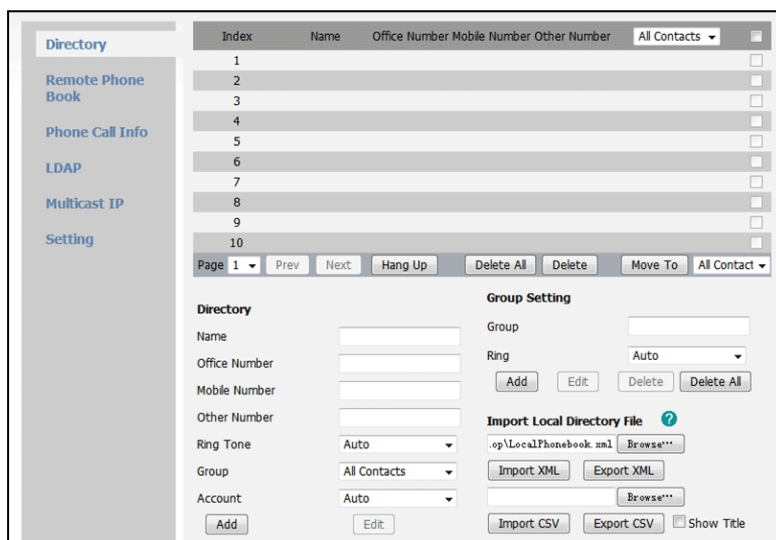 Directory
Remote Phone
Book
Phone Call Info
LDAP
Multicast IP
Setting
Index Name Office Number Mobile Number Other Number All Contacts
1
2
3
4
5
6
7
8
9
10
Page 1 Prev Next Hang Up Delete All Delete Move To All Contact
Directory
Name
Office Number
Mobile Number
Other Number
Ring Tone Auto
Group All Contacts
Account Auto
Add Edit
Group Setting
Group
Ring Auto
Add Edit Delete Delete All
Import Local Directory File ?
.op\LocalPhonebook.xml Browse...
Import XML Export XML
Browse...
Import CSV Export CSV Show Title